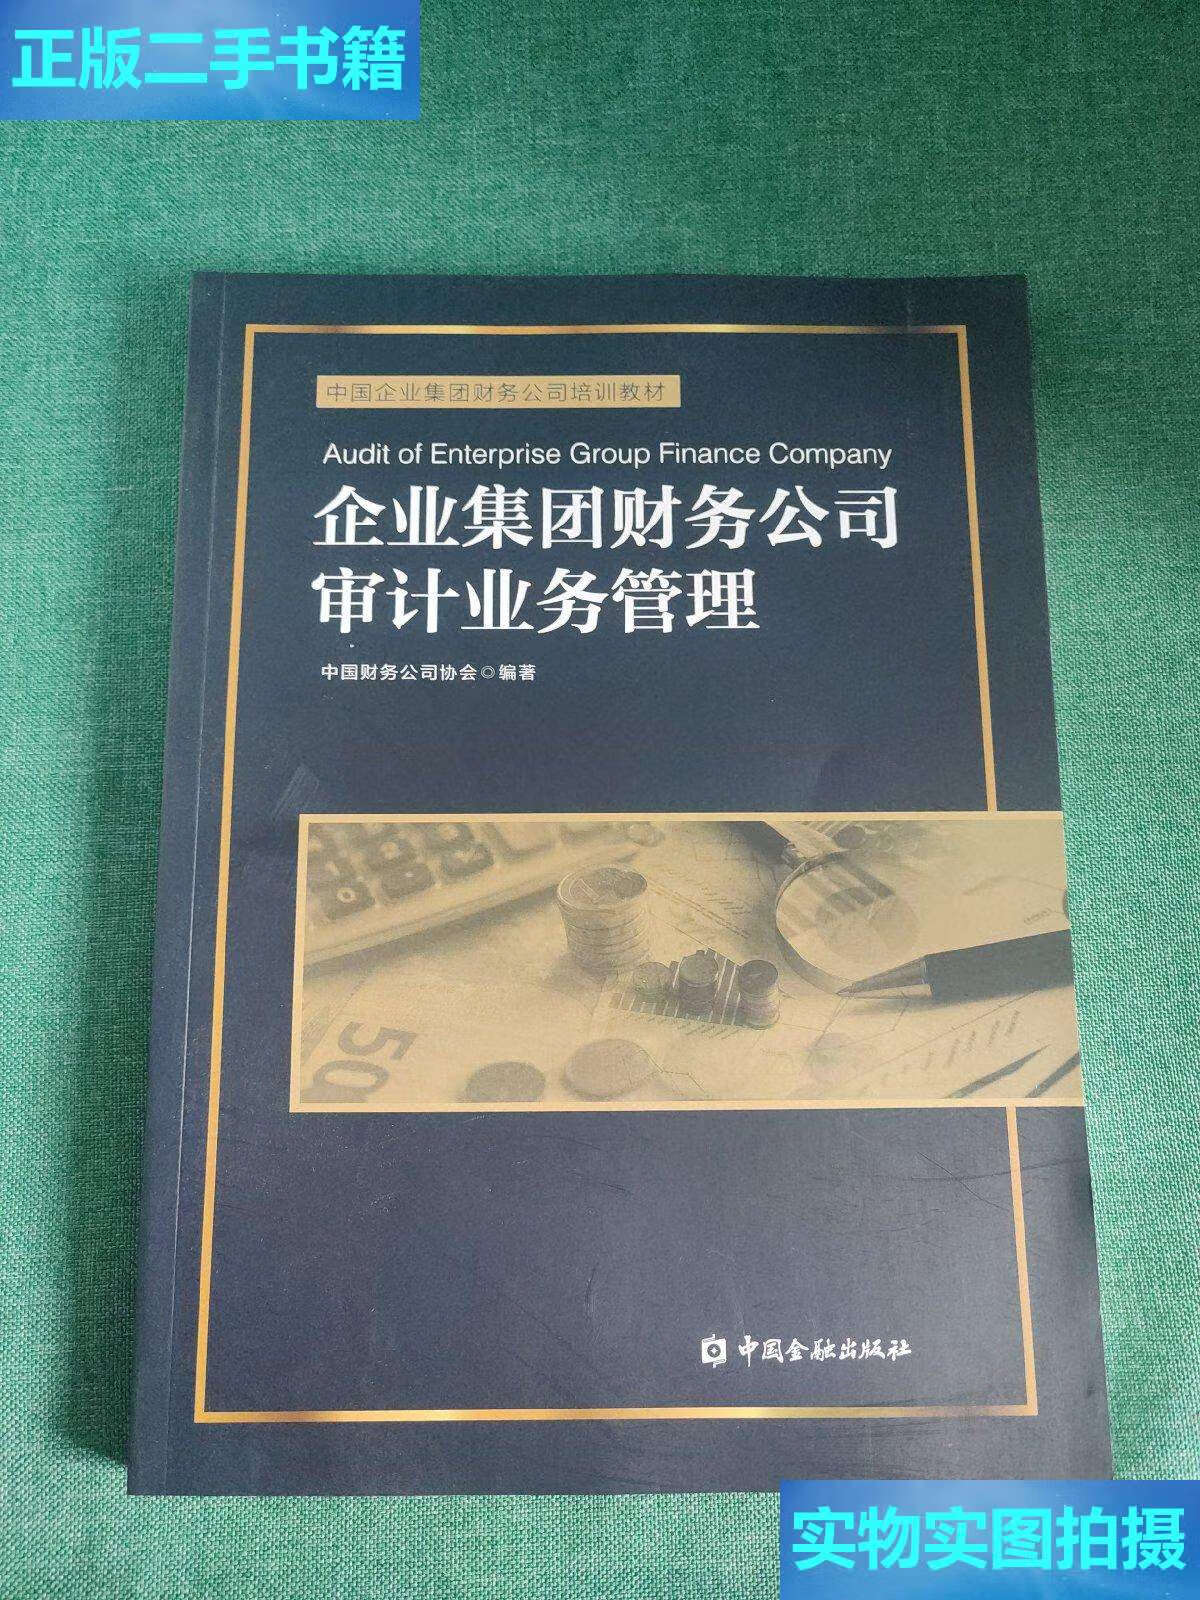 正版二手书籍
中国企业集团财务公司培训教材
Audit of Enterprise Group Finance Company
企业集团财务公司
审计业务管理
中国财务公司协会◎编著
50
中国金融出版社
实物实图拍摄